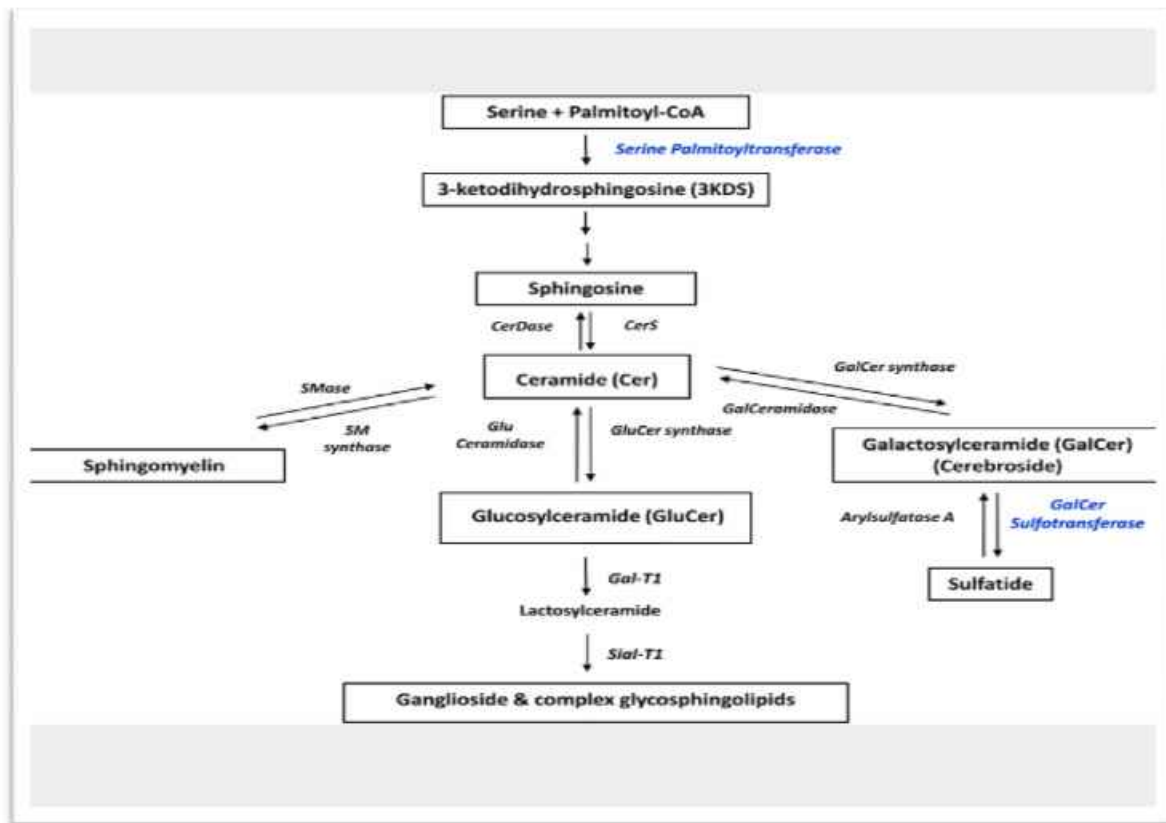 Serine + Palmitoyl-CoA
Serine Palmitoyltransferase
3-ketodihydrosphingosine (3KDS)
Sphingosine
CerDase
CerS
Ceramide (Cer)
SMase
SM
synthase
Glu
Ceramidase
GluCer synthase
GalCer synthase
GalCeramidase
Sphingomyelin
Galactosylceramide (GalCer)
(Cerebroside)
Glucosylceramide (GluCer)
Arylsulfatase A
GalCer
Sulfotransferase
Gal-T1
Sulfatide
Lactosylceramide
Sial-T1
Ganglioside & complex glycosphingolipids